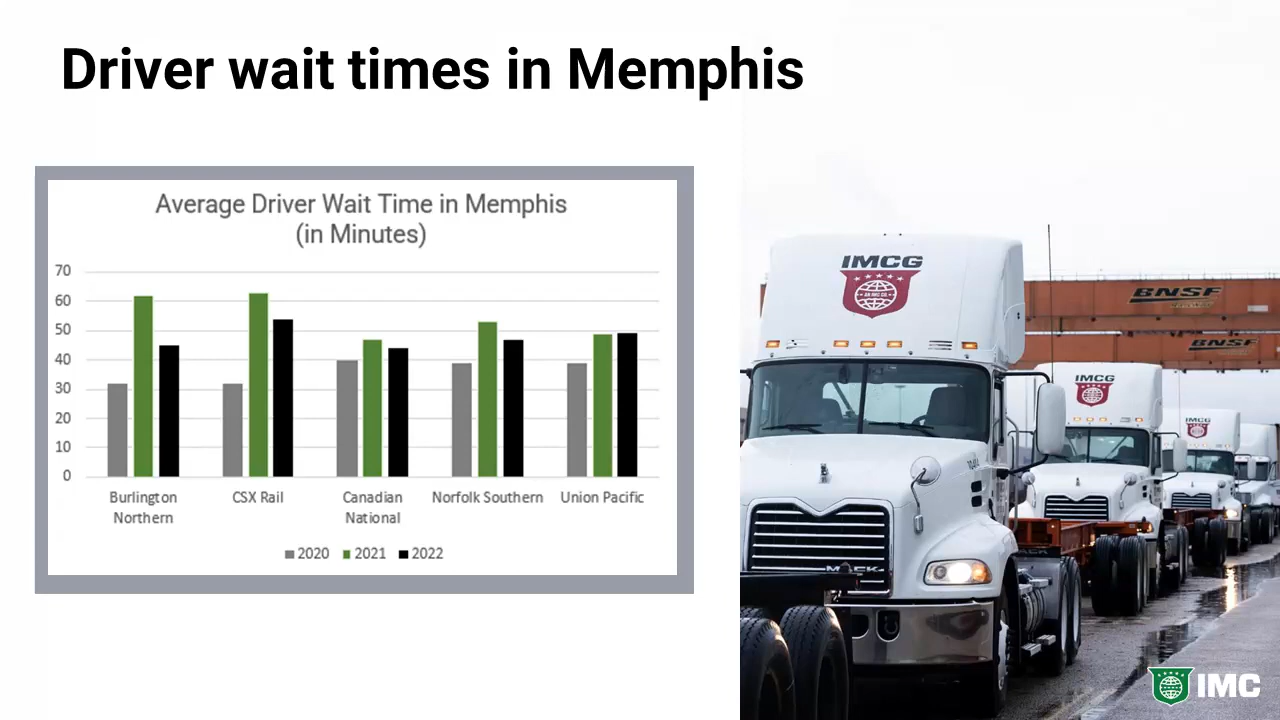 Driver wait times in Memphis
Average Driver Wait Time in Memphis
(in Minutes)
70
60
50
40
30
20
10
0
Burlington
Northern
CSX Rail
Canadian
National
Norfolk Southern
Union Pacific
2020
2021
2022
IMCG
BNSF
RAILWAY
BNSF
IMCG
MACK
IMC